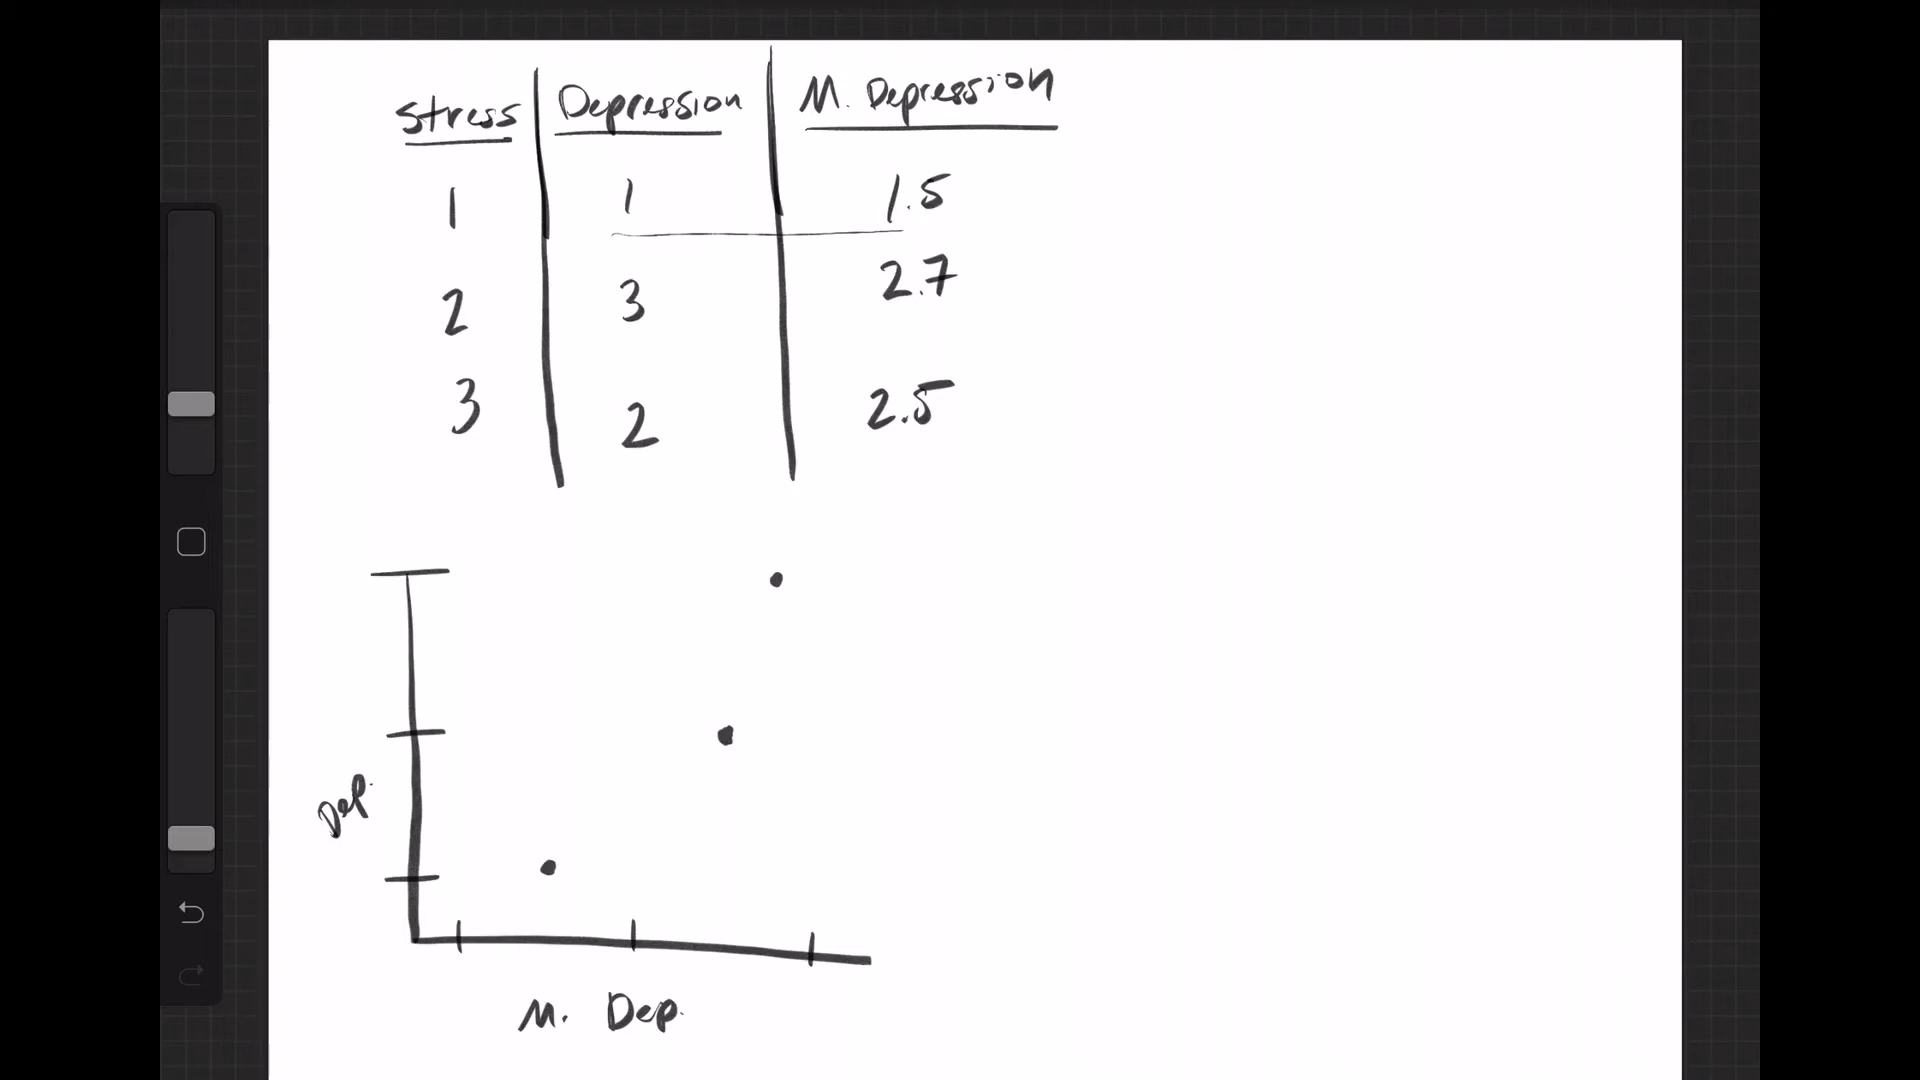 Stress Depression M. Depression
1 1 1.5
2 3 2.7
3 2 2.5
Dep.
M. Dep.